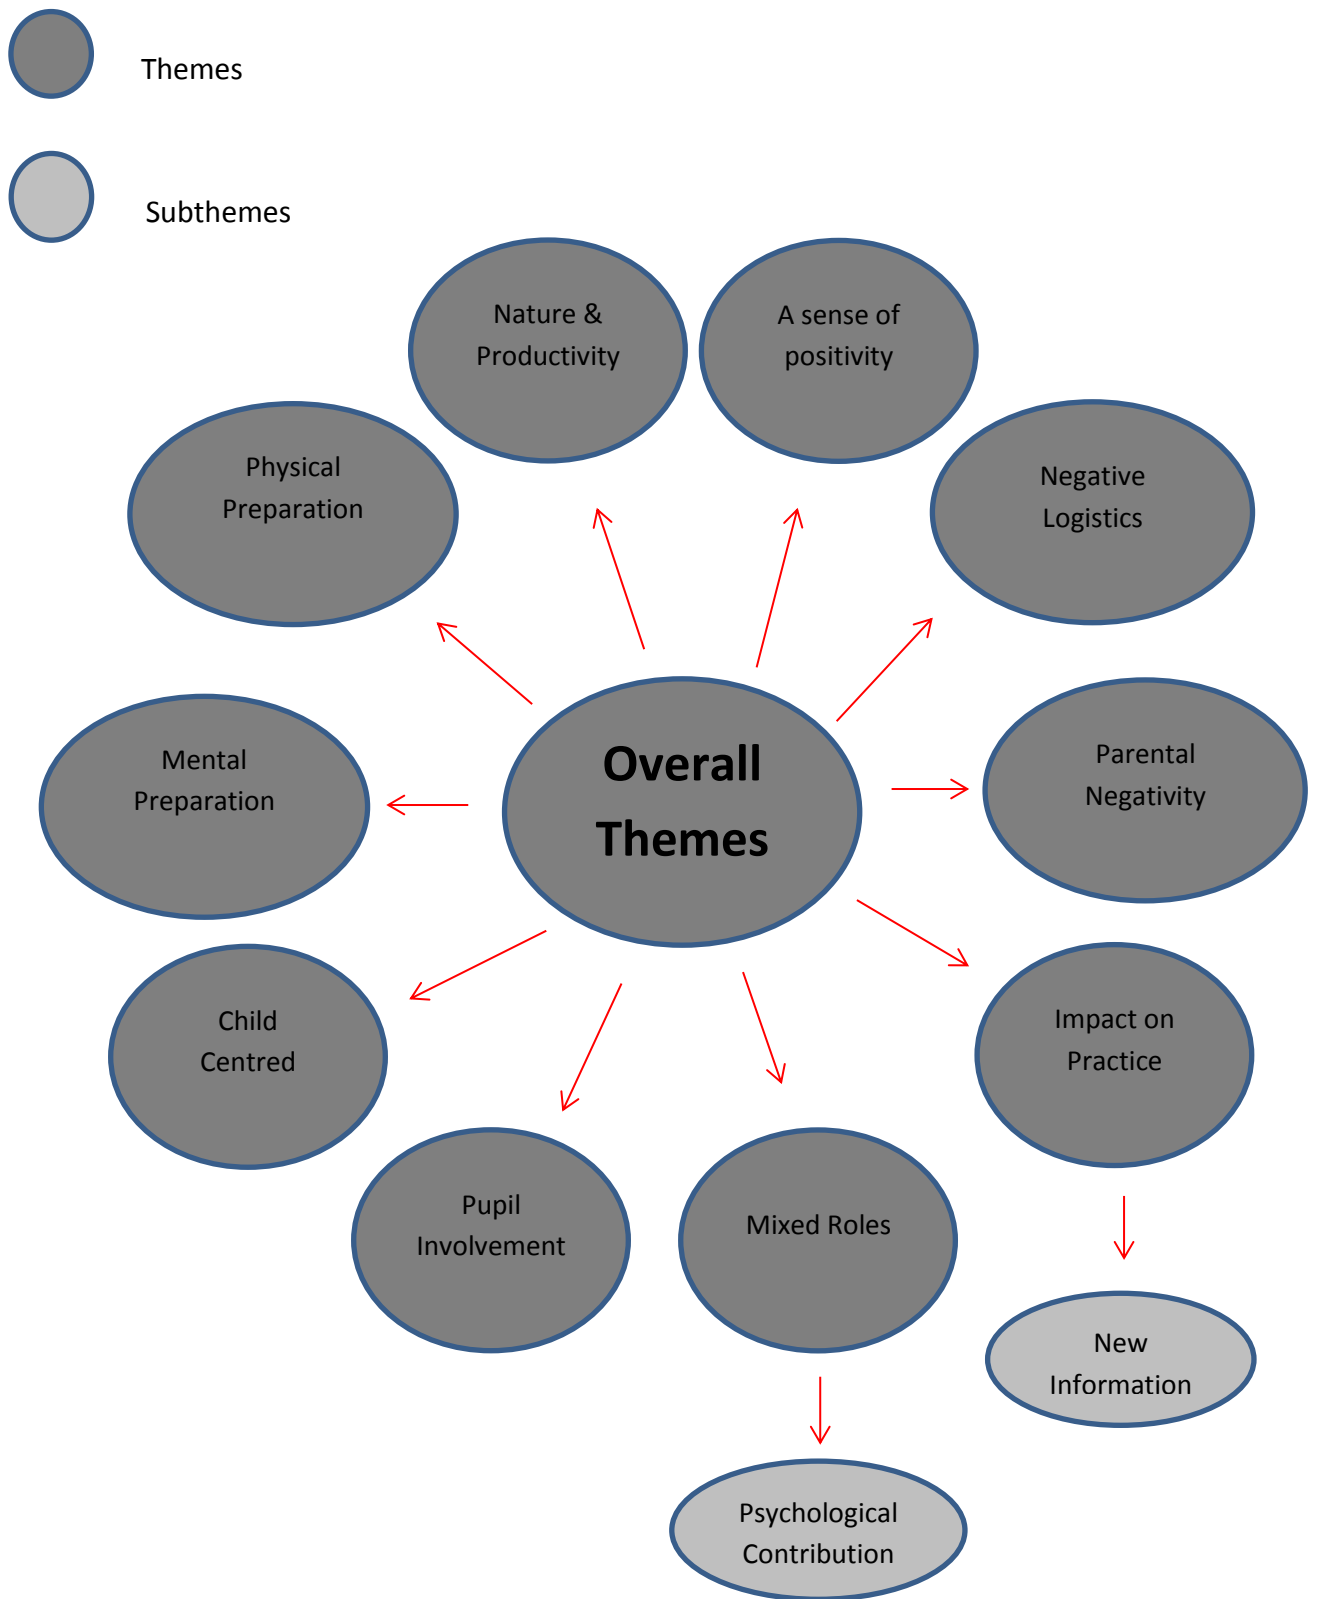 Themes
Subthemes
Nature &
Productivity
A sense of
positivity
Physical
Preparation
Negative
Logistics
Overall
Themes
Mental
Preparation
Parental
Negativity
Child
Centred
Impact on
Practice
Pupil
Involvement
Mixed Roles
New
Information
Psychological
Contribution